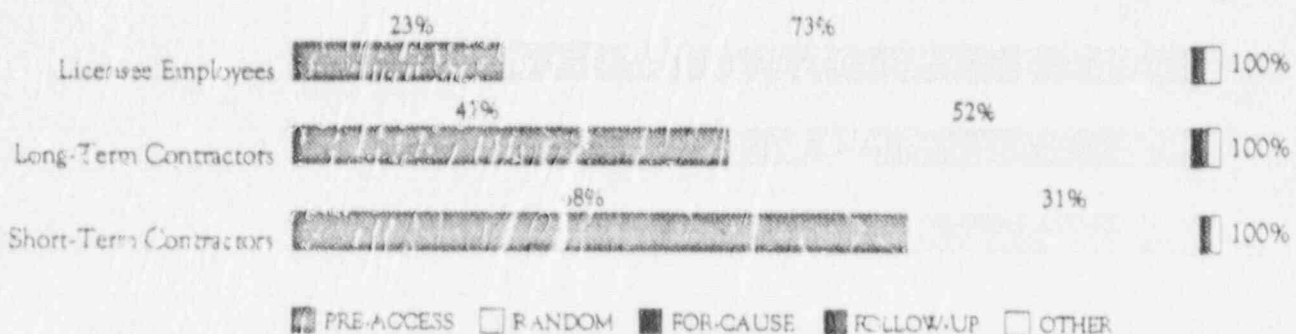 23% 73%
Licensee Employees 100%
52%
Long-Term Contractors 100%
31%
Short-Term Contractors 100%
PRE-ACCESS RANDOM FOR-CAUSE FOLLOW-UP OTHER